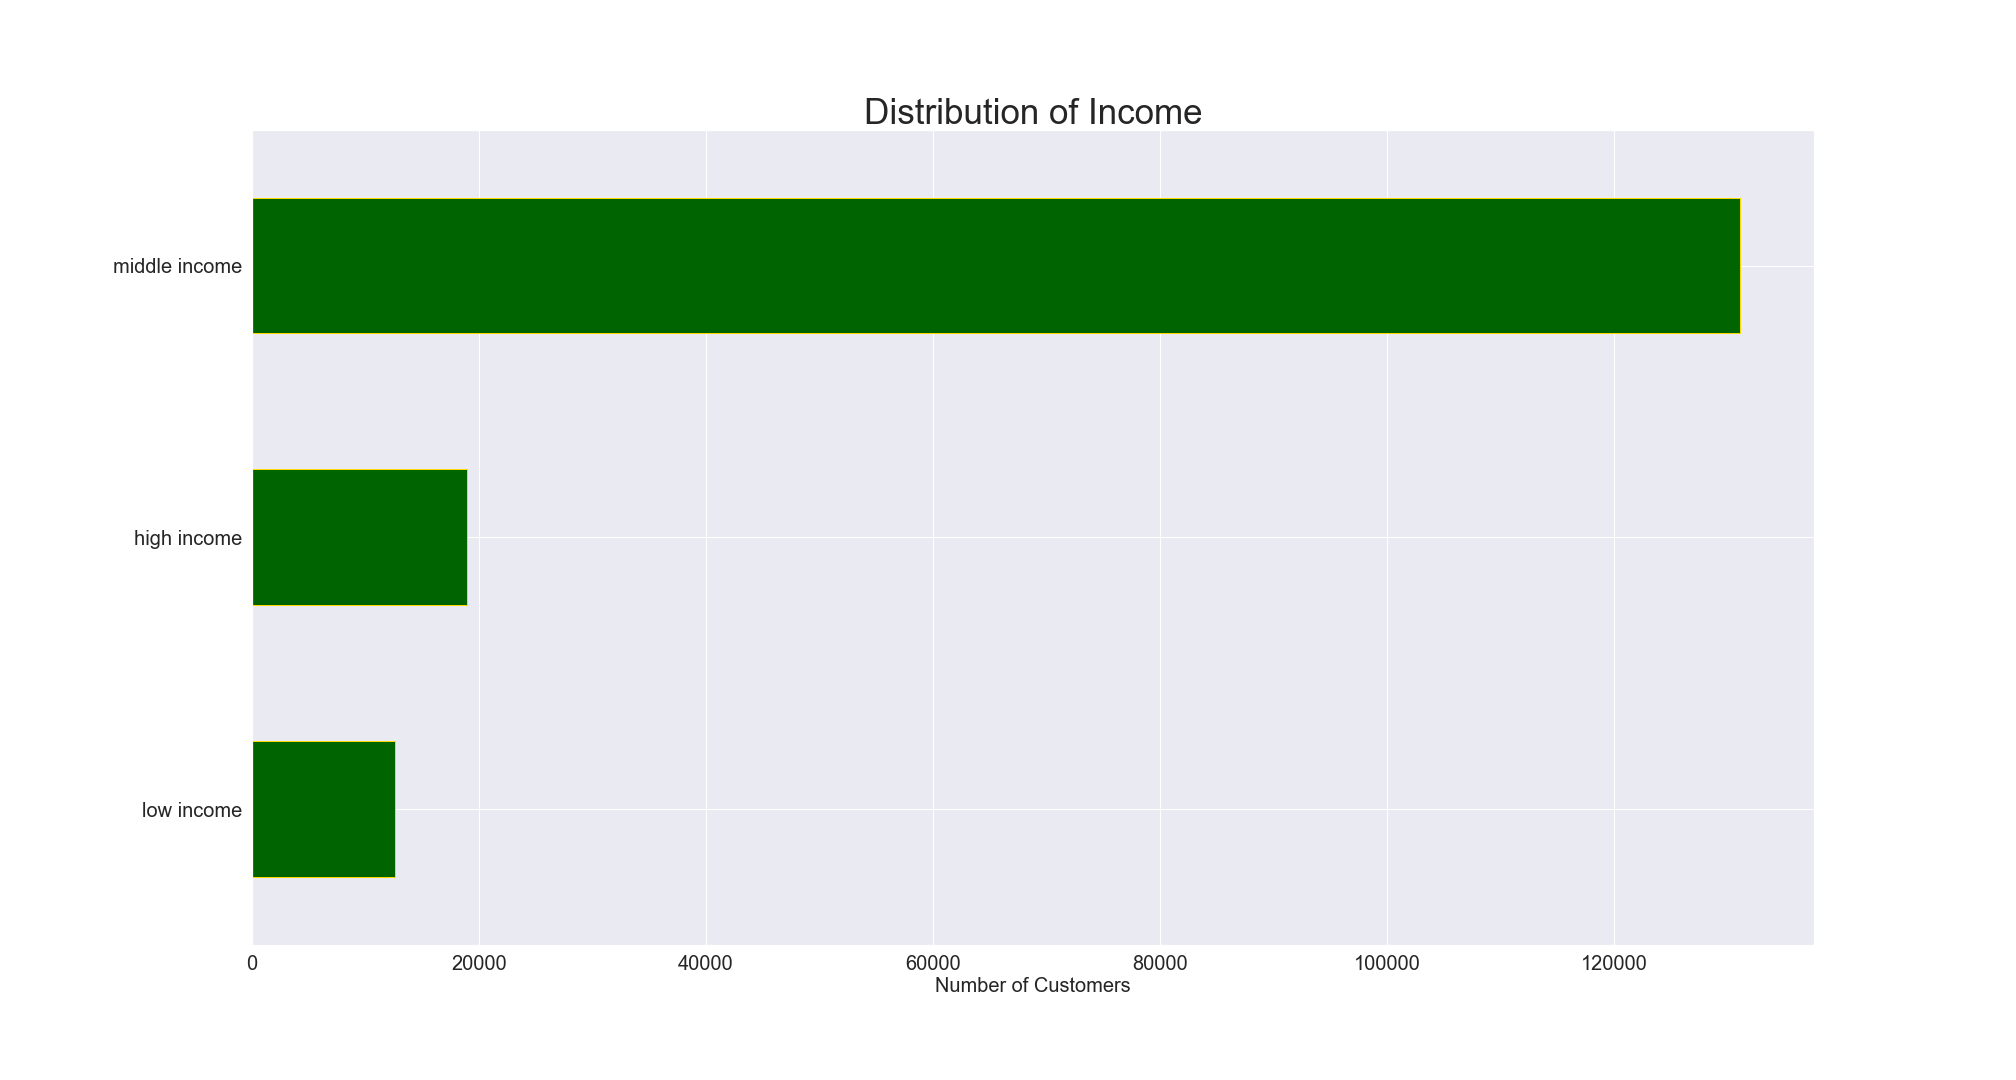 Distribution of Income
middle income
high income
low income
0 20000 40000 60000 80000 100000 120000
Number of Customers